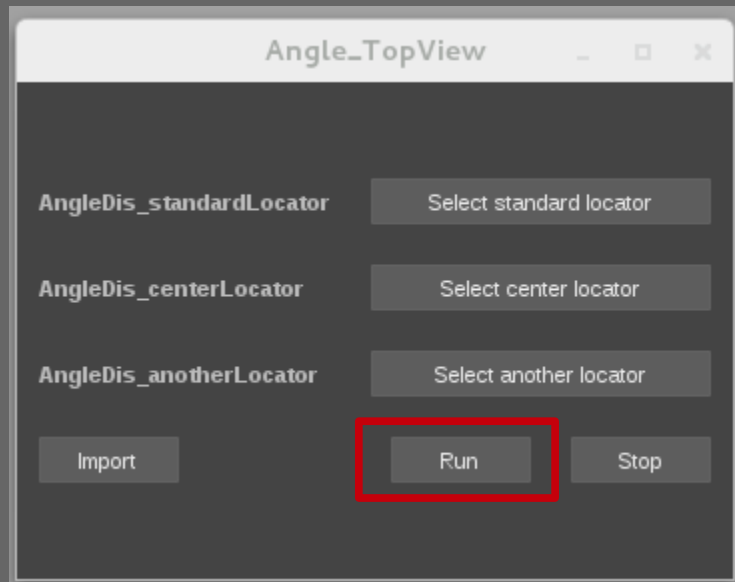 Angle_TopView
AngleDis_standardLocator Select standard locator
AngleDis_centerLocator Select center locator
AngleDis_anotherLocator Select another locator
Import Run Stop